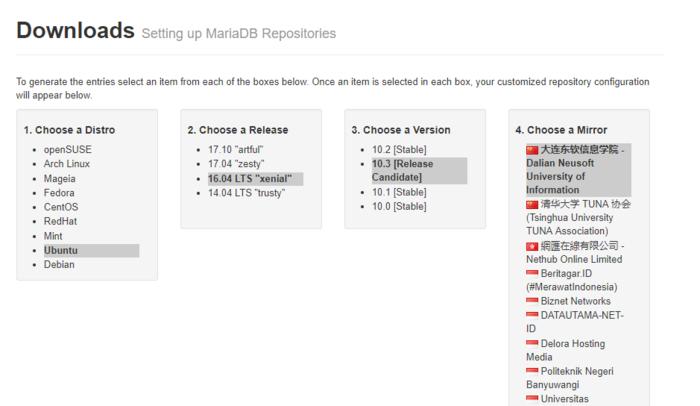 Downloads Setting up MariaDB Repositories
To generate the entries select an item from each of the boxes below. Once an item is selected in each box, your customized repository configuration
will appear below.
1. Choose a Distro
openSUSE
Arch Linux
Mageia
Fedora
CentOS
RedHat
Mint
Ubuntu
Debian
2. Choose a Release
17.10 "artful"
17.04 "zesty"
16.04 LTS "xenial"
14.04 LTS "trusty"
3. Choose a Version
10.2 [Stable]
10.3 [Release
Candidate]
10.1 [Stable]
10.0 [Stable]
4. Choose a Mirror
大连东软信息学院 -
Dalian Neusoft
University of
Information
清华大学 TUNA 协会
(Tsinghua University
TUNA Association)
網匯在線有限公司 -
Nethub Online Limited
Beritagar.ID
(#MerawatIndonesia)
Biznet Networks
DATAUTAMA-NET-
ID
Delora Hosting
Media
Politeknik Negeri
Banyuwangi
Universitas